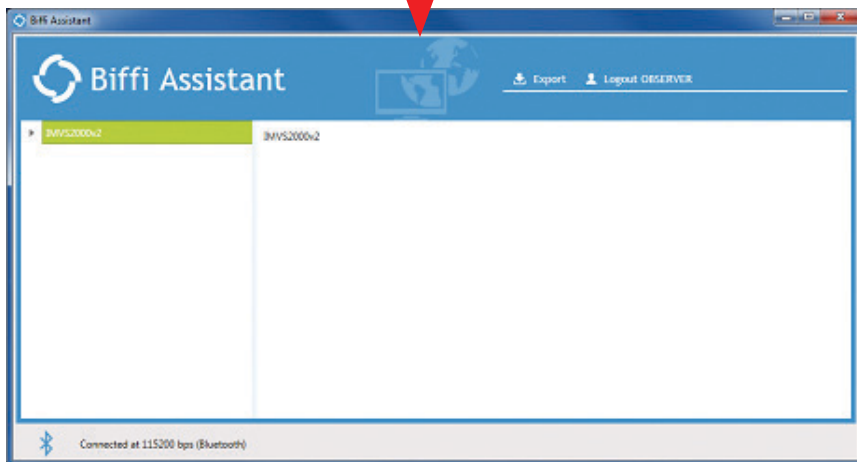 Biffi Assistant
Biffi Assistant
Export Logout OBSERVER
IMVS2000v2
IMVS2000v2
Connected at 115200 bps (Bluetooth)